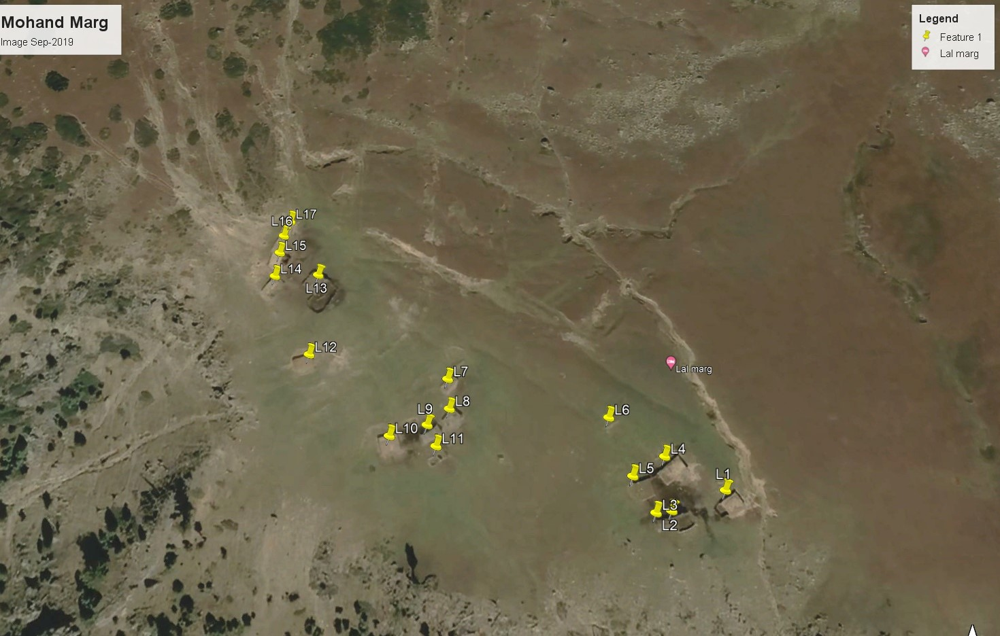 Mohand Marg
Image Sep-2019
Legend
Feature 1
Lal marg
L17
L16
L15
L14
L13
L12
L7
L8
L9
L10
L11
L6
Lal marg
L4
L5
L1
L3
L2